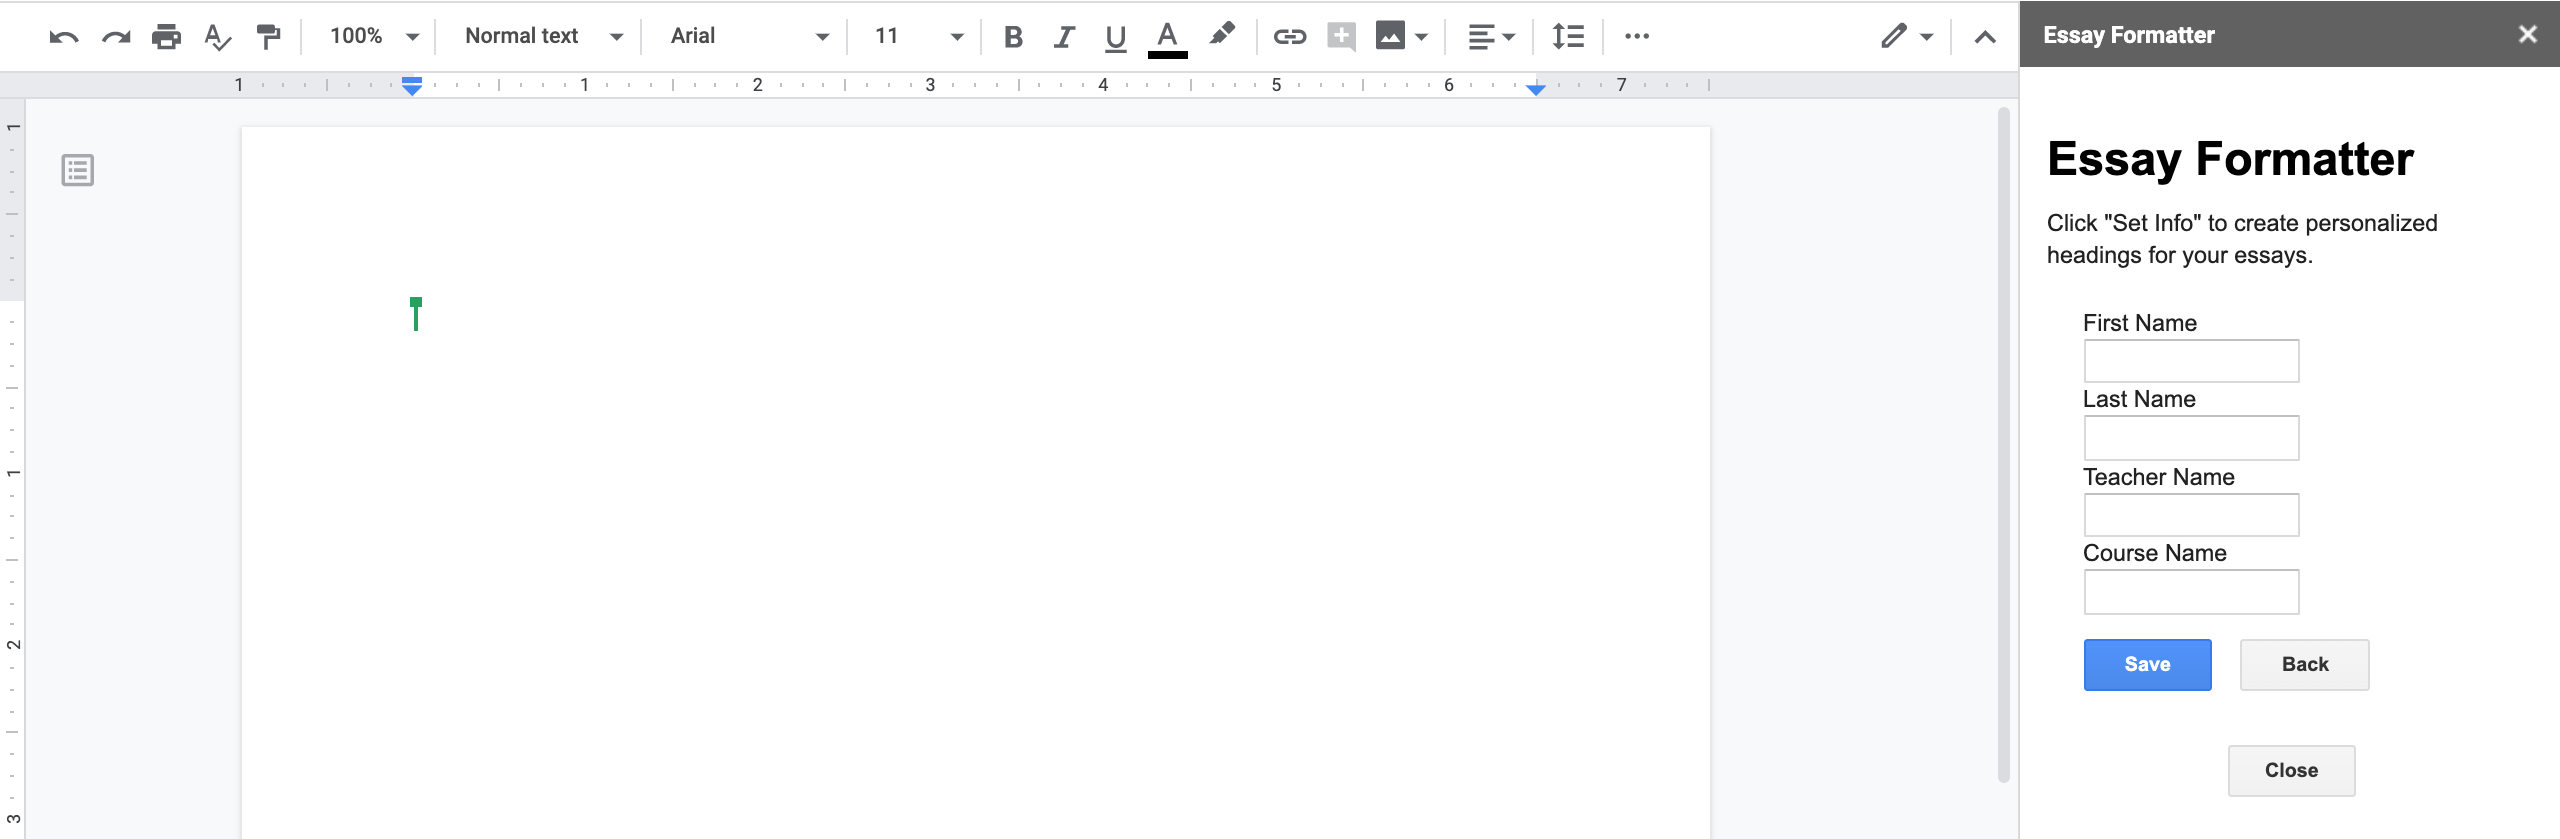 100% Normal text Arial 11 B I U A
Essay Formatter
1 1 2 3 4 5 6 7
1
1
2
3
Essay Formatter
Click "Set Info" to create personalized
headings for your essays.
First Name
Last Name
Teacher Name
Course Name
Save Back
Close